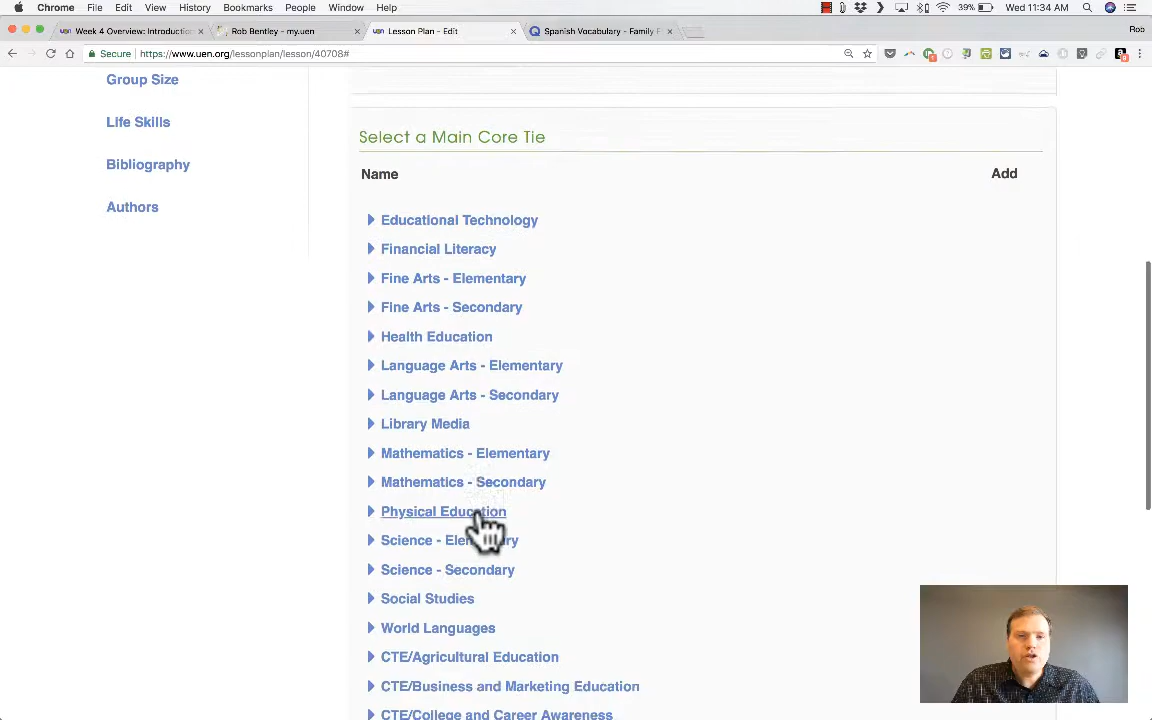 Chrome File Edit View History Bookmarks People Window Help 39% Wed 11:34 AM
Week 4 Overview: Introduction Rob Bentley - my.uen Lesson Plan - Edit Spanish Vocabulary - Family F Rob
Secure https://www.uen.org/lessonplan/lesson/40708#
Group Size
Life Skills
Bibliography
Authors
Select a Main Core Tie
Name Add
Educational Technology
Financial Literacy
Fine Arts - Elementary
Fine Arts - Secondary
Health Education
Language Arts - Elementary
Language Arts - Secondary
Library Media
Mathematics - Elementary
Mathematics - Secondary
Physical Education
Science - Elementary
Science - Secondary
Social Studies
World Languages
CTE/Agricultural Education
CTE/Business and Marketing Education
CTE/College and Career Awareness